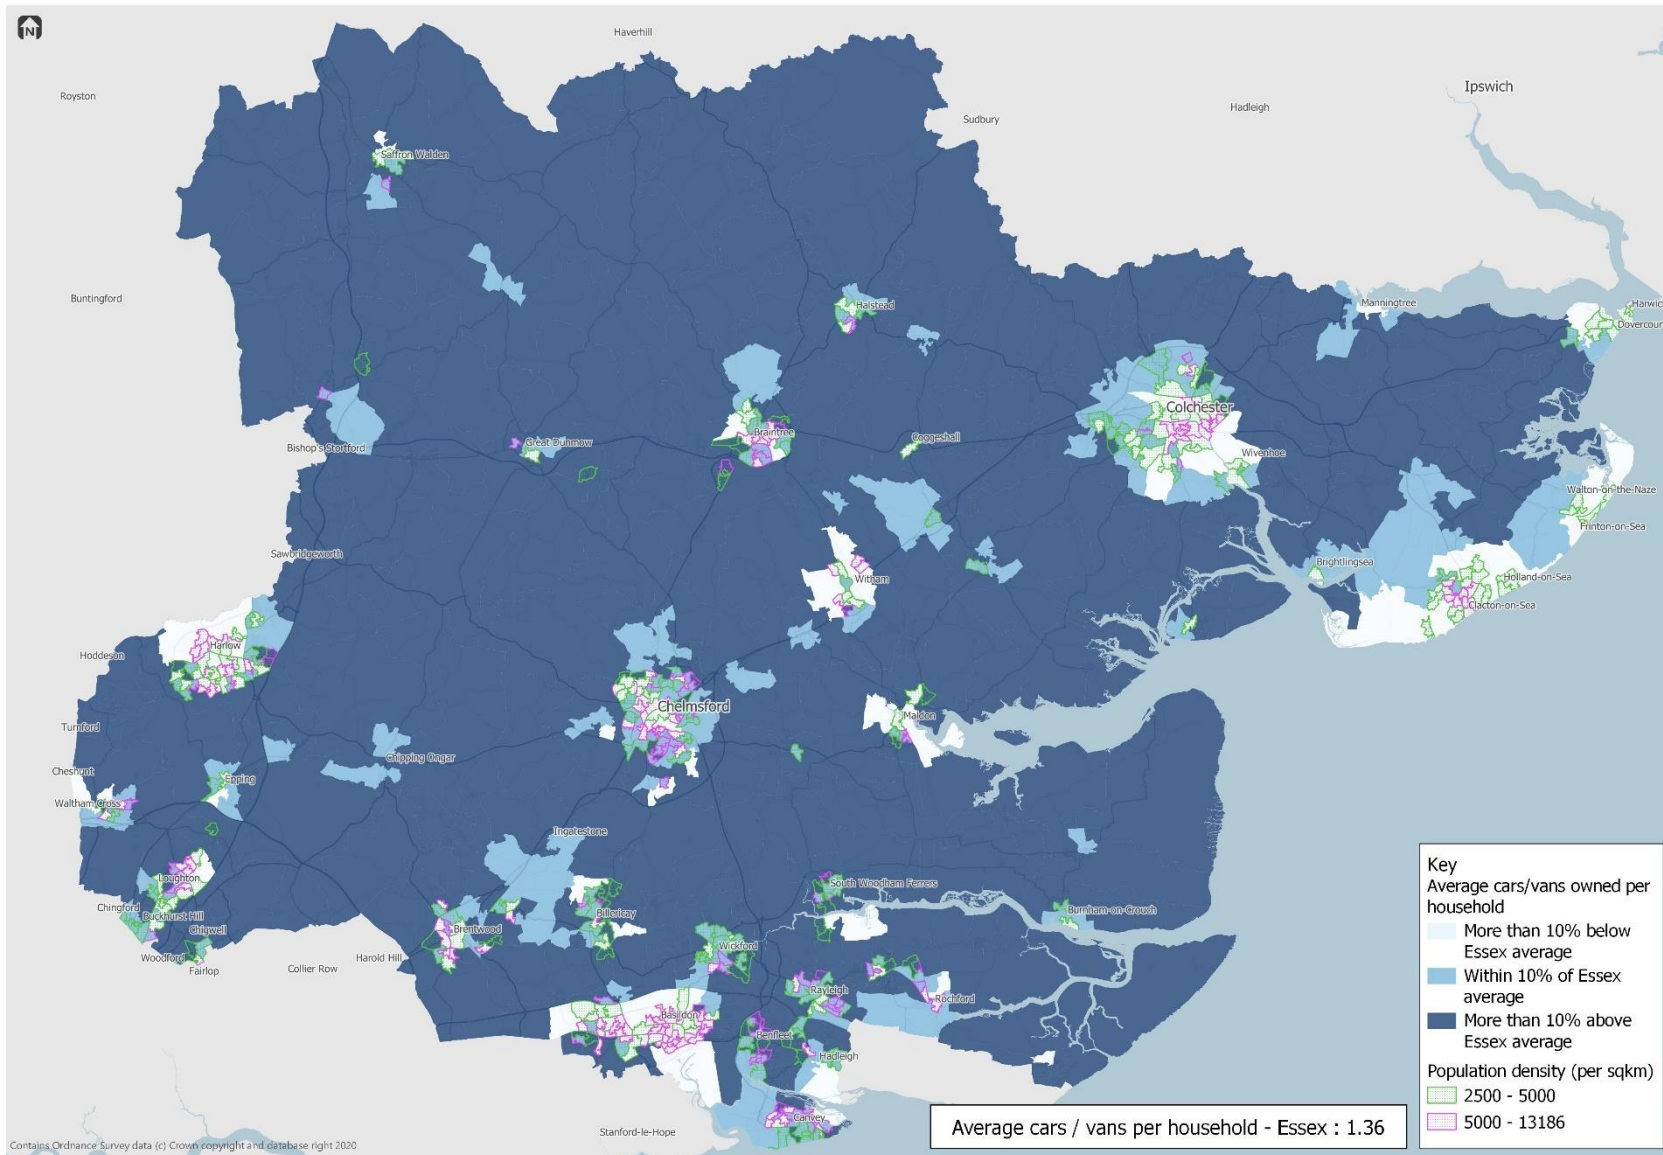 N
Haverhill
Royston
Ipswich
Hadleigh
Sudbury
Saffron Walden
Buntingford
Halstead
Manningtree
Dovercour
Colchester
Braintree
Great Dunmow
Coggeshall
Bishop's Stortford
Wivenhoe
Walton-on-the-Naze
Frinton-on-Sea
Sawbridgeworth
Brightlingsea
Witham
Holland-on-Sea
Clacton-on-Sea
Harlow
Hoddeson
Chelmsford
Maldon
Turnford
Chipping Ongar
Cheshunt
Epping
Waltham Cross
Ingatestone
Loughton
South Woodham Ferrers
Chingford
Buckhurst Hill
Burnham-on-Crouch
Billericay
Chigwell
Brentwood
Wickford
Woodford
Harold Hill
Fairlop
Collier Row
Rayleigh
Rochford
Basildon
Benfleet
Hadleigh
Canvey
Stanford-le-Hope
Key
Average cars/vans owned per
household
More than 10% below
Essex average
Within 10% of Essex
average
More than 10% above
Essex average
Population density (per sqkm)
2500 - 5000
5000 - 13186
Average cars / vans per household - Essex : 1.36
Contains Ordnance Survey data (c) Crown copyright and database right 2020